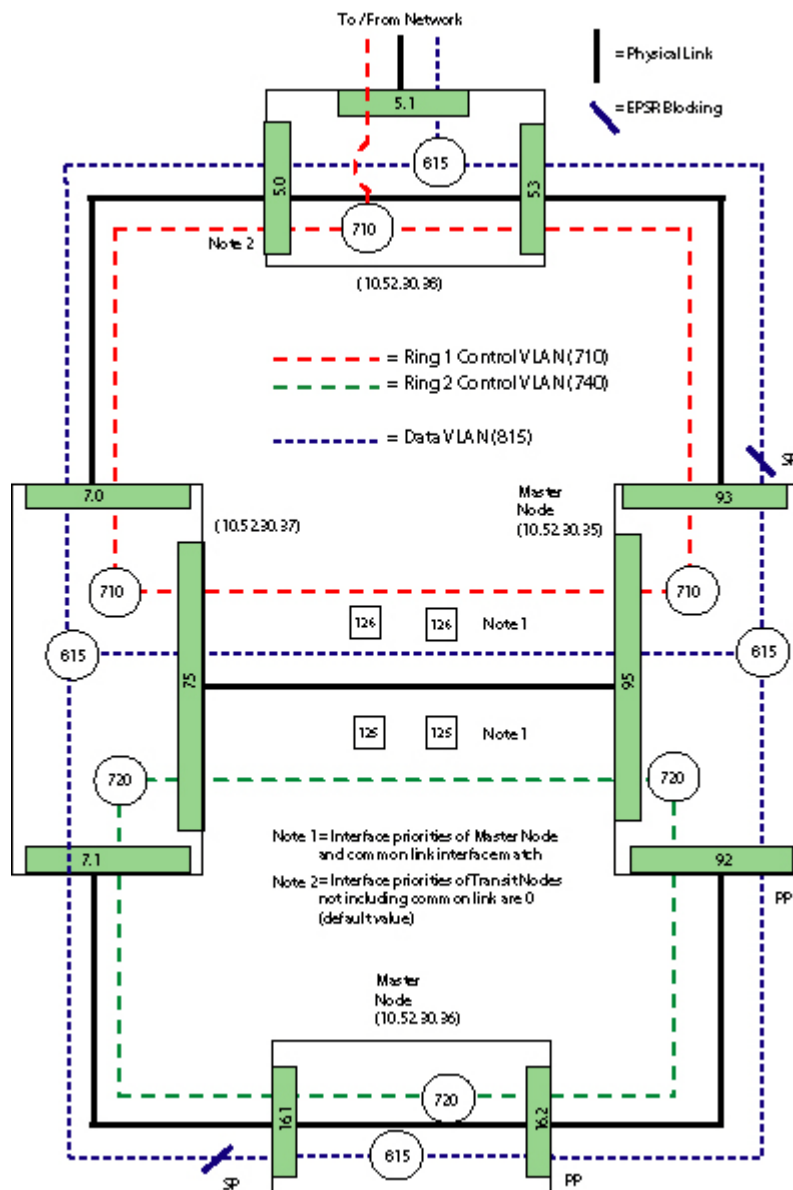 To/From Network
= Physical Link
5.1
= EPSR Blocking
615
5.0
53
710
Note 2
(10.52.30.38)
= Ring 1 Control VLAN (710)
= Ring 2 Control VLAN (740)
= Data VLAN (815)
SP
7.0
Master
Node
(10.52.30.35)
93
(10.52.30.37)
710
710
126
126
Note 1
615
615
75
95
125
125
Note 1
720
720
Note 1 = Interface priorities of Master Node
and common link interface match
7.1
92
Note 2 = Interface priorities of Transit Nodes
not including common link are 0
(default value)
PP
Master
Node
(10.52.30.36)
720
16.1
16.2
615
SP
PP